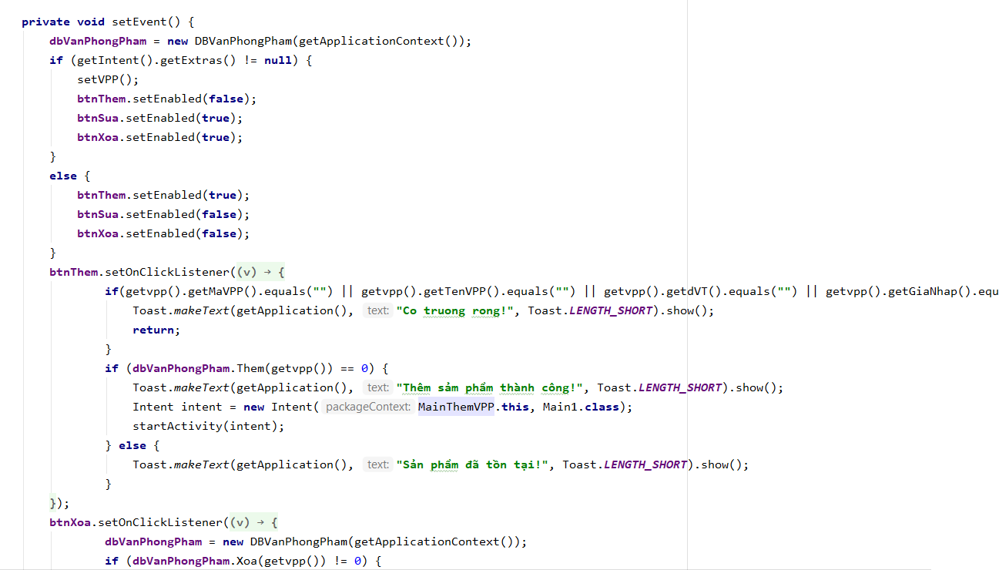 private void setEvent() {
dbVanPhongPham = new DBVanPhongPham(getApplicationContext());
if (getIntent().getExtras() != null) {
setVPP();
btnThem.setEnabled(false);
btnSua.setEnabled(true);
btnXoa.setEnabled(true);
}
else {
btnThem.setEnabled(true);
btnSua.setEnabled(false);
btnXoa.setEnabled(false);
}
btnThem.setOnClickListener((v) → {
if(getvpp().getMaVPP().equals("") || getvpp().getTenVPP().equals("") || getvpp().getdVT().equals("") || getvpp().getGiaNhap().equ
Toast.makeText(getApplication(), text: "Co truong rong!", Toast.LENGTH_SHORT).show();
return;
}
if (dbVanPhongPham.Them(getvpp()) == 0) {
Toast.makeText(getApplication(), text: "Thêm sảm phẩm thành công!", Toast.LENGTH_SHORT).show();
Intent intent = new Intent( packageContext: MainThemVPP.this, Main1.class);
startActivity(intent);
} else {
Toast.makeText(getApplication(), text: "Sản phẩm đã tồn tại!", Toast.LENGTH_SHORT).show();
}
});
btnXoa.setOnClickListener((v) → {
dbVanPhongPham = new DBVanPhongPham(getApplicationContext());
if (dbVanPhongPham.Xoa(getvpp()) != 0) {